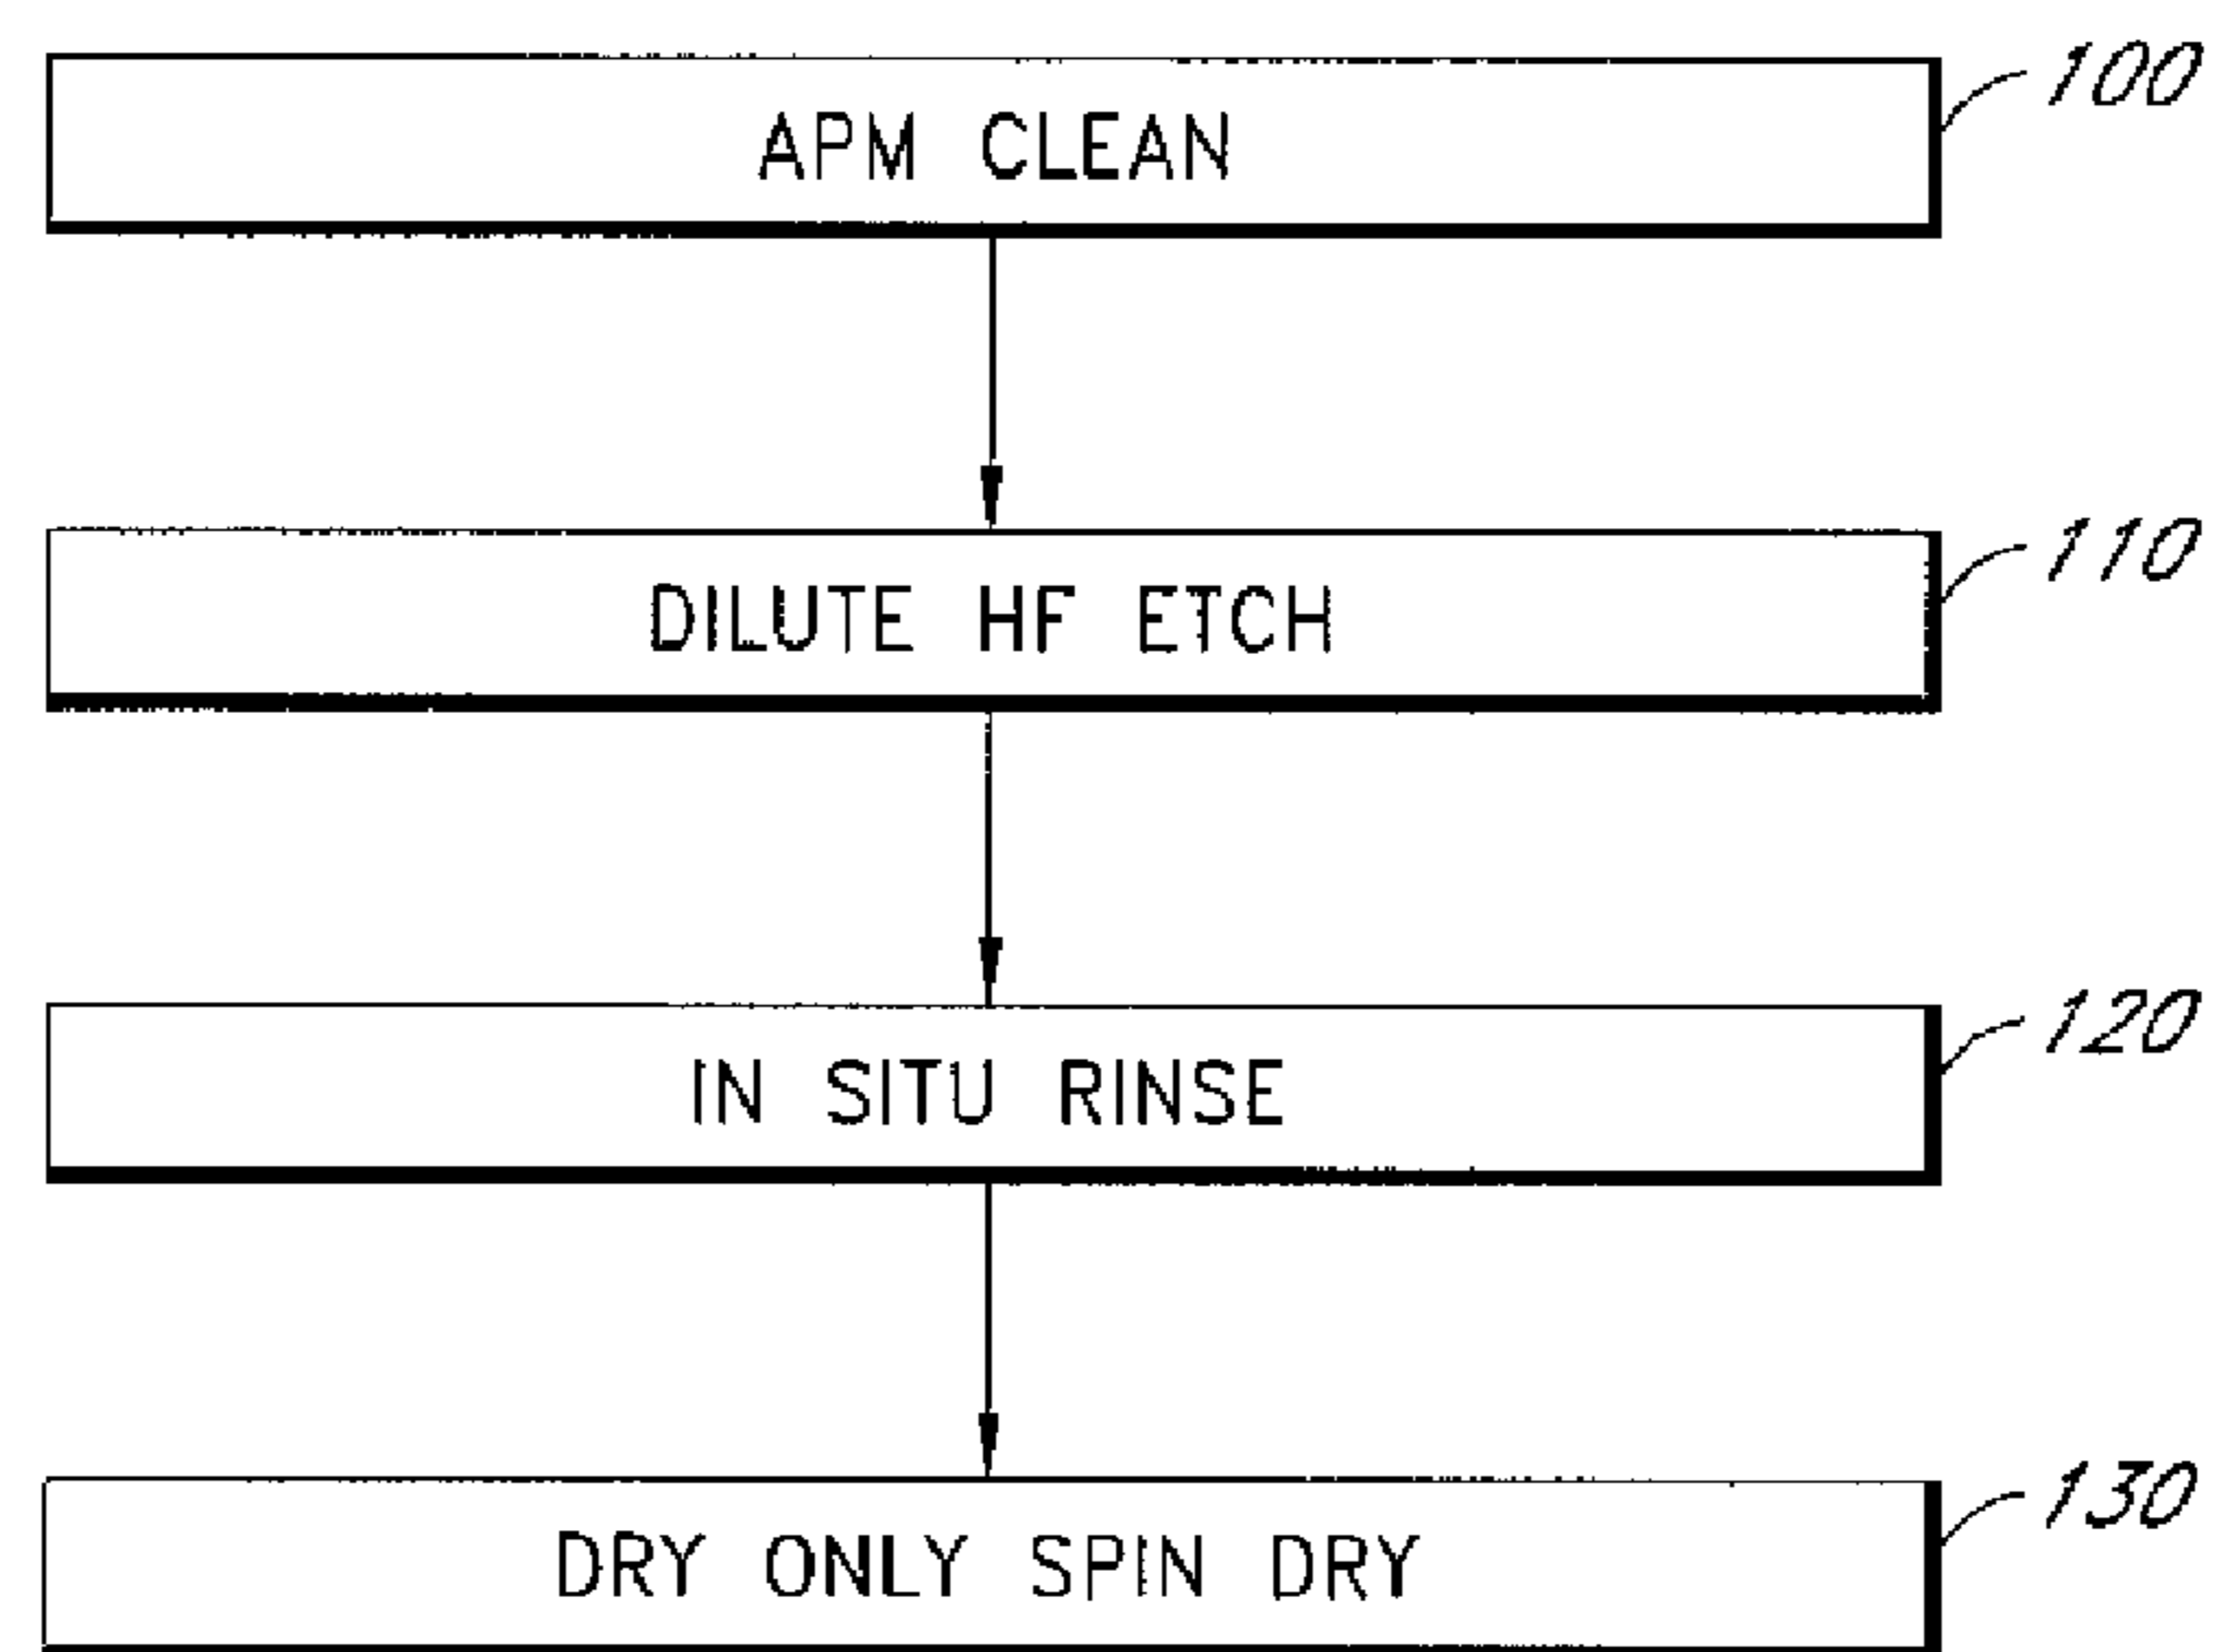 APM CLEAN
100
DILUTE HF ETCH
110
IN SITU RINSE
120
DRY ONLY SPIN DRY
130